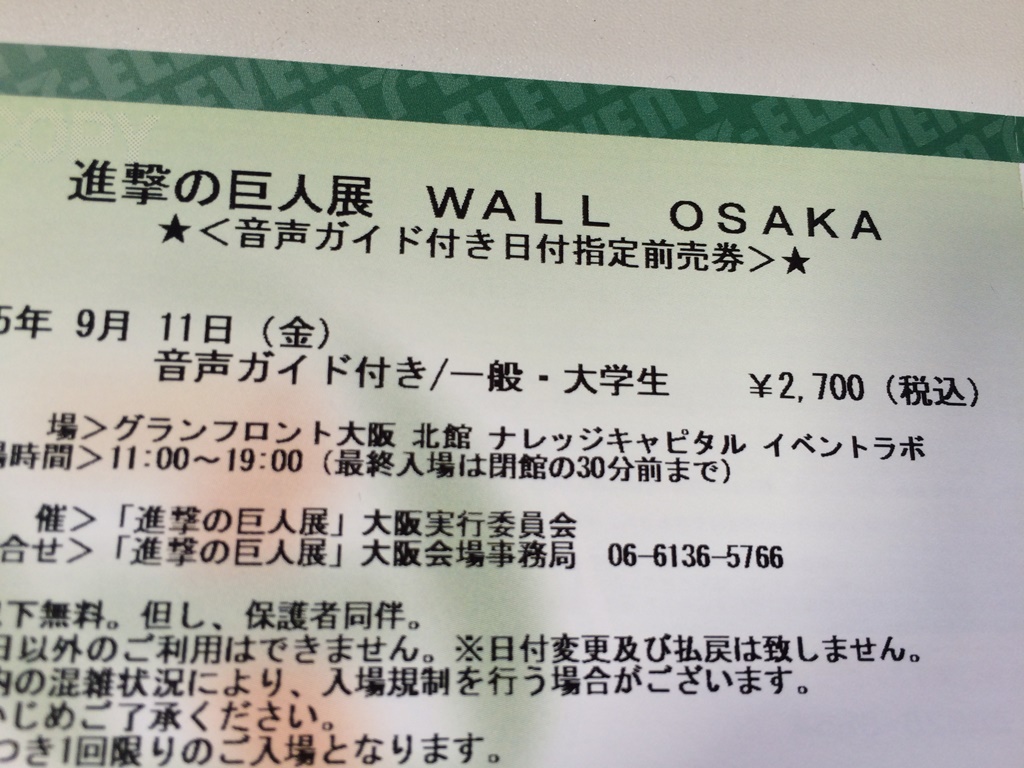 7-ELEVEN 7-ELEVEN 7-ELEVEN
進撃の巨人展 WALL OSAKA
★<音声ガイド付き日付指定前売券>★
5年 9月 11日 (金)
音声ガイド付き/一般・大学生 ¥2,700 (税込)
場>グランフロント大阪 北館 ナレッジキャピタル イベントラボ
時間>11:00～19:00 (最終入場は閉館の30分前まで)
催>「進撃の巨人展」大阪実行委員会
合せ>「進撃の巨人展」大阪会場事務局 06-6136-5766
下無料。但し、保護者同伴。
以外のご利用はできません。※日付変更及び払戻は致しません。
の混雑状況により、入場規制を行う場合がございます。
じめご了承ください。
つき1回限りのご入場となります。